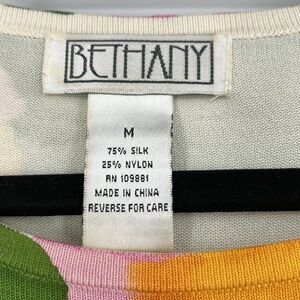 BETHANY
M
75% SILK
25% NYLON
RN 109881
MADE IN CHINA
REVERSE FOR CARE